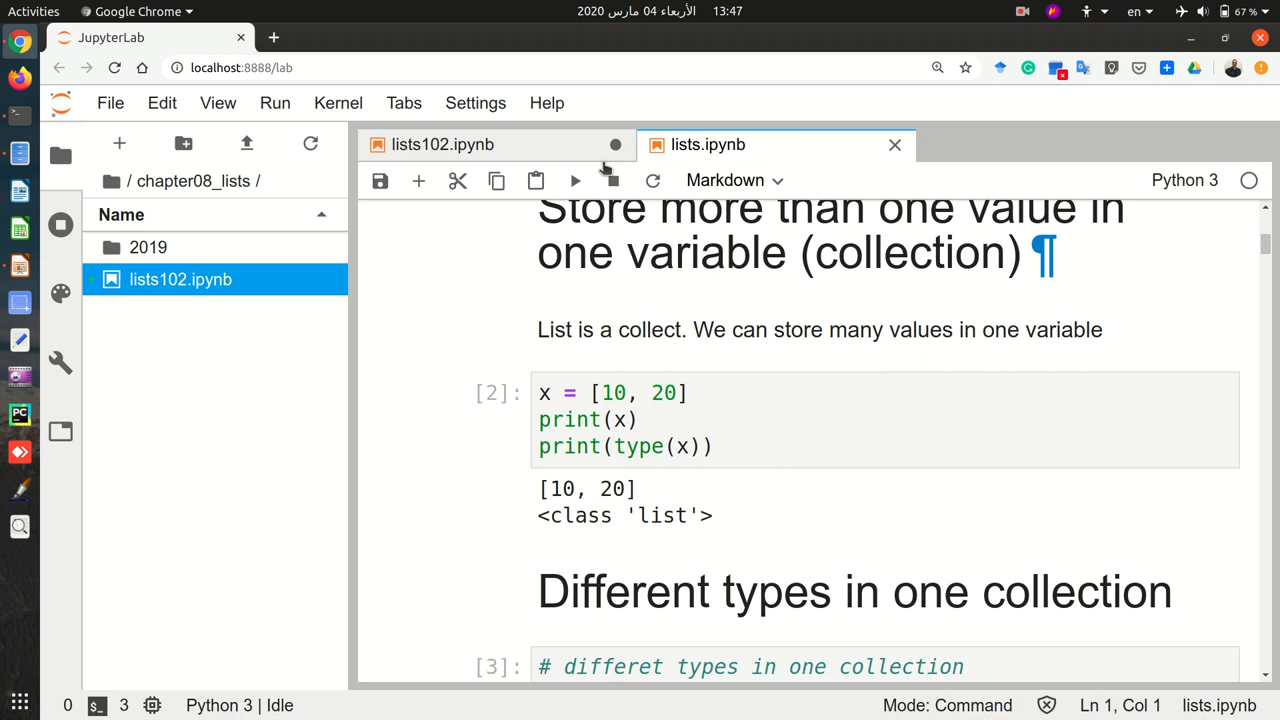 Activities
Google Chrome
2020 الأربعاء 04 مارس
13:47
en
67 %
JupyterLab
localhost:8888/lab
File Edit View Run Kernel Tabs Settings Help
lists102.ipynb
lists.ipynb
/ chapter08_lists /
Markdown
Python 3
Name
2019
lists102.ipynb
Store more than one value in
one variable (collection)¶
List is a collect. We can store many values in one variable
[2]:
x = [10, 20]
print(x)
print(type(x))
[10, 20]
<class 'list'>
Different types in one collection
[3]:
# differet types in one collection
0
3
Python 3 | Idle
Mode: Command
Ln 1, Col 1
lists.ipynb